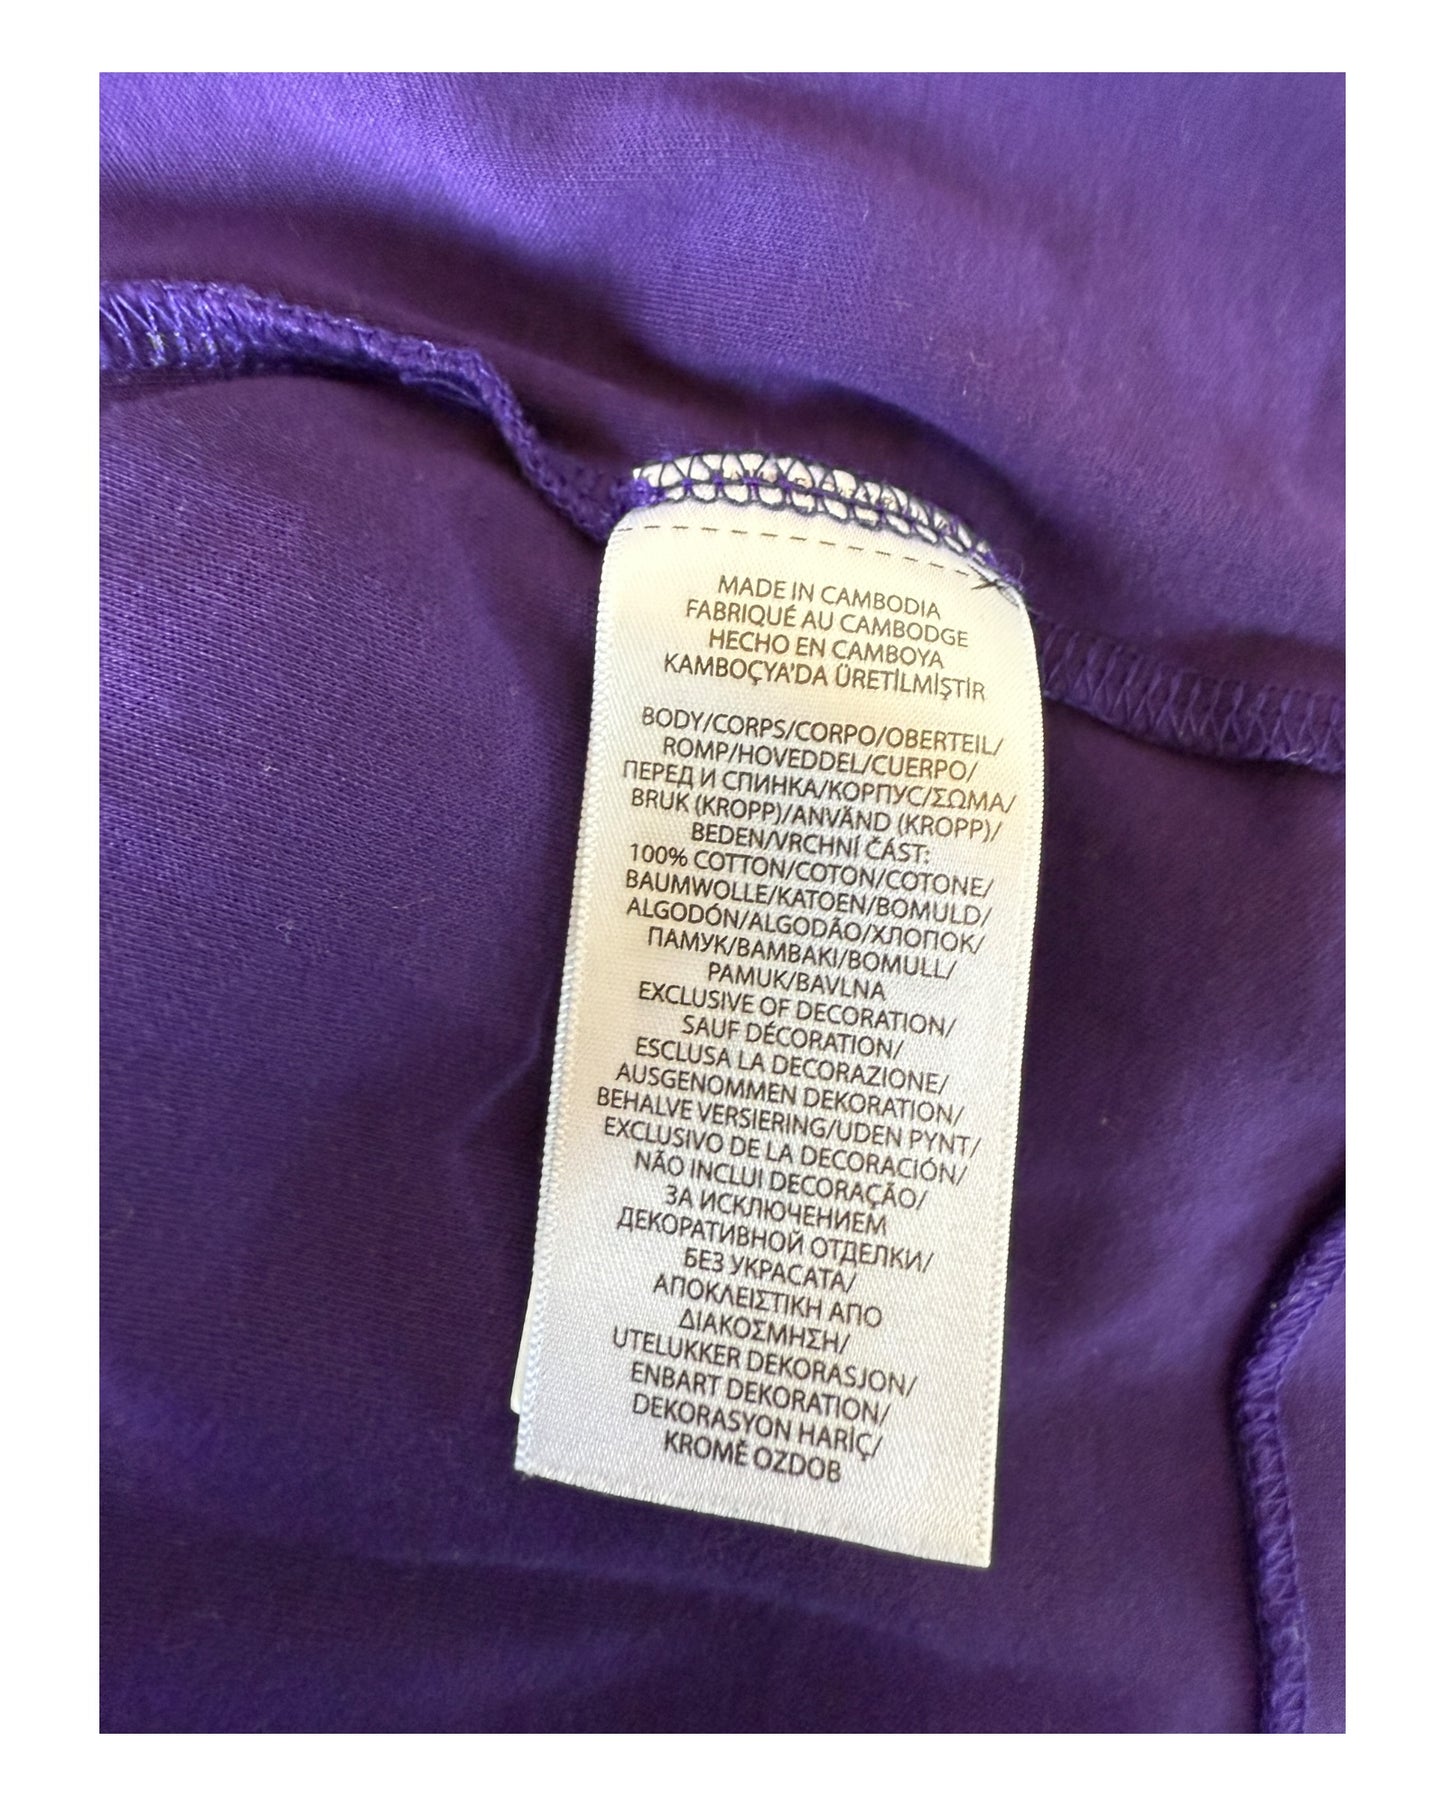 MADE IN CAMBODIA
FABRIQUÉ AU CAMBODGE
HECHO EN CAMBOYA
KAMBOÇYA'DA ÜRETİLMİŞTİR
BODY/CORPS/CORPO/OBERTEIL/
ROMP/HOVEDDEL/CUERPO/
ПЕРЕД И СПИНКА/КОРПУС/ΣΩΜΑ/
BRUK (KROPP)/ANVÄND (KROPP)/
BEDEN/VRCHNÍ ČÁST:
100% COTTON/COTON/COTONE/
BAUMWOLLE/KATOEN/BOMULD/
ALGODÓN/ALGODÃO/ХЛОПОК/
ПАМУК/BAMBAKI/BOMULL/
PAMUK/BAVLNA
EXCLUSIVE OF DECORATION/
SAUF DÉCORATION/
ESCLUSA LA DECORAZIONE/
AUSGENOMMEN DEKORATION/
BEHALVE VERSIERING/UDEN PYNT/
EXCLUSIVO DE LA DECORACIÓN/
NÃO INCLUI DECORAÇÃO/
ЗА ИСКЛЮЧЕНИЕМ
ДЕКОРАТИВНОЙ ОТДЕЛКИ/
БЕЗ УКРАСАТА/
ΑΠΟΚΛΕΙΣΤΙΚΗ ΑΠΟ
ΔΙΑΚΟΣΜΗΣΗ/
UTELUKKER DEKORASJON/
ENBART DEKORATION/
DEKORASYON HARİÇ/
KROMĚ OZDOB